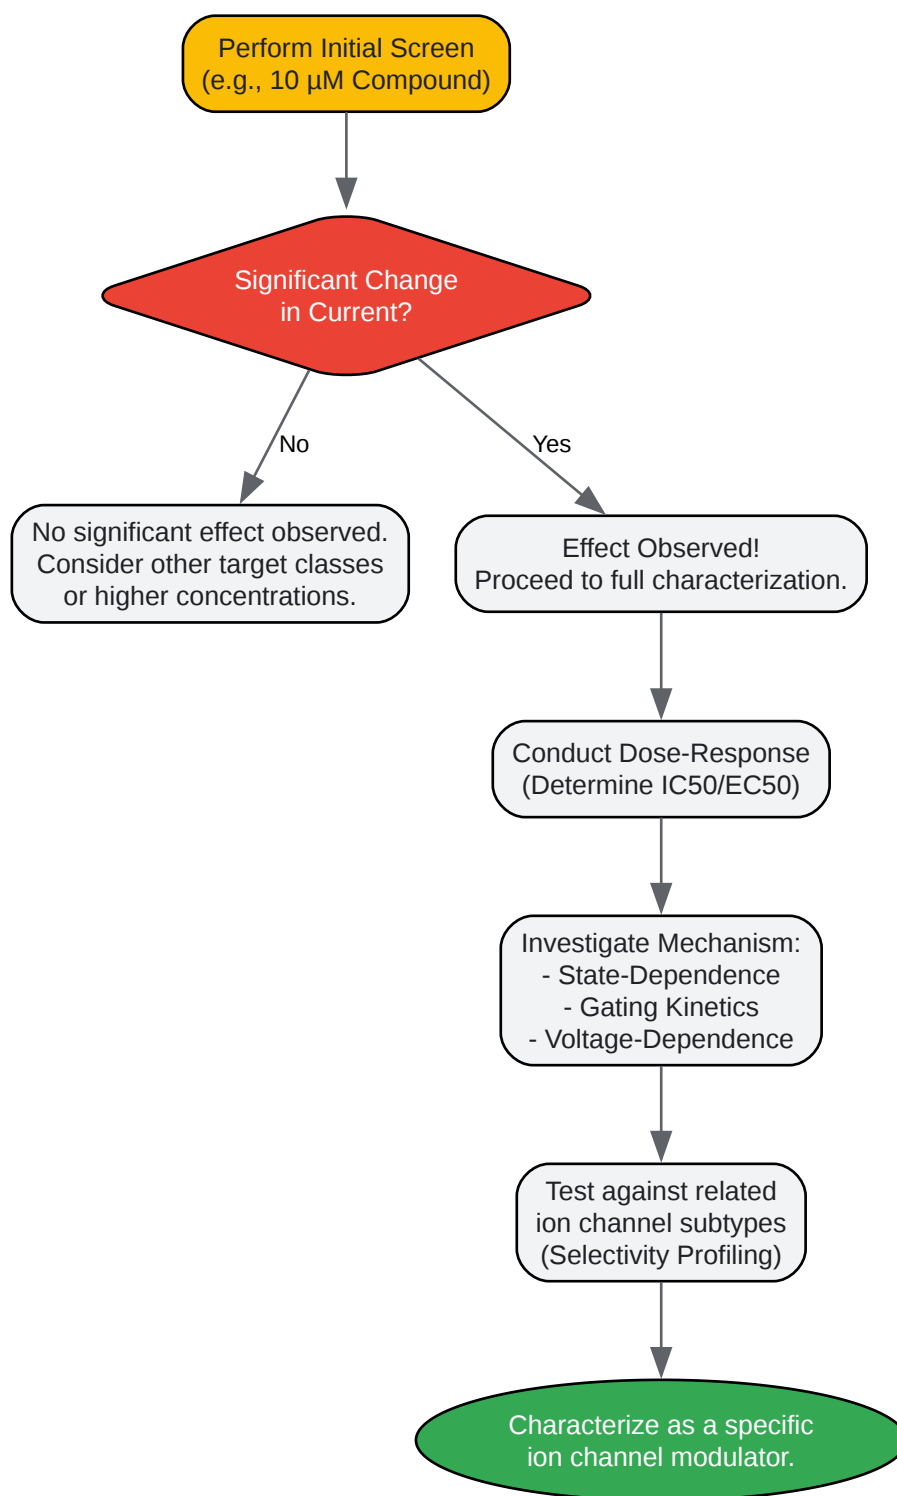 Perform Initial Screen
(e.g., 10 µM Compound)
Significant Change
in Current?
No
Yes
No significant effect observed.
Consider other target classes
or higher concentrations.
Effect Observed!
Proceed to full characterization.
Conduct Dose-Response
(Determine IC50/EC50)
Investigate Mechanism:
- State-Dependence
- Gating Kinetics
- Voltage-Dependence
Test against related
ion channel subtypes
(Selectivity Profiling)
Characterize as a specific
ion channel modulator.